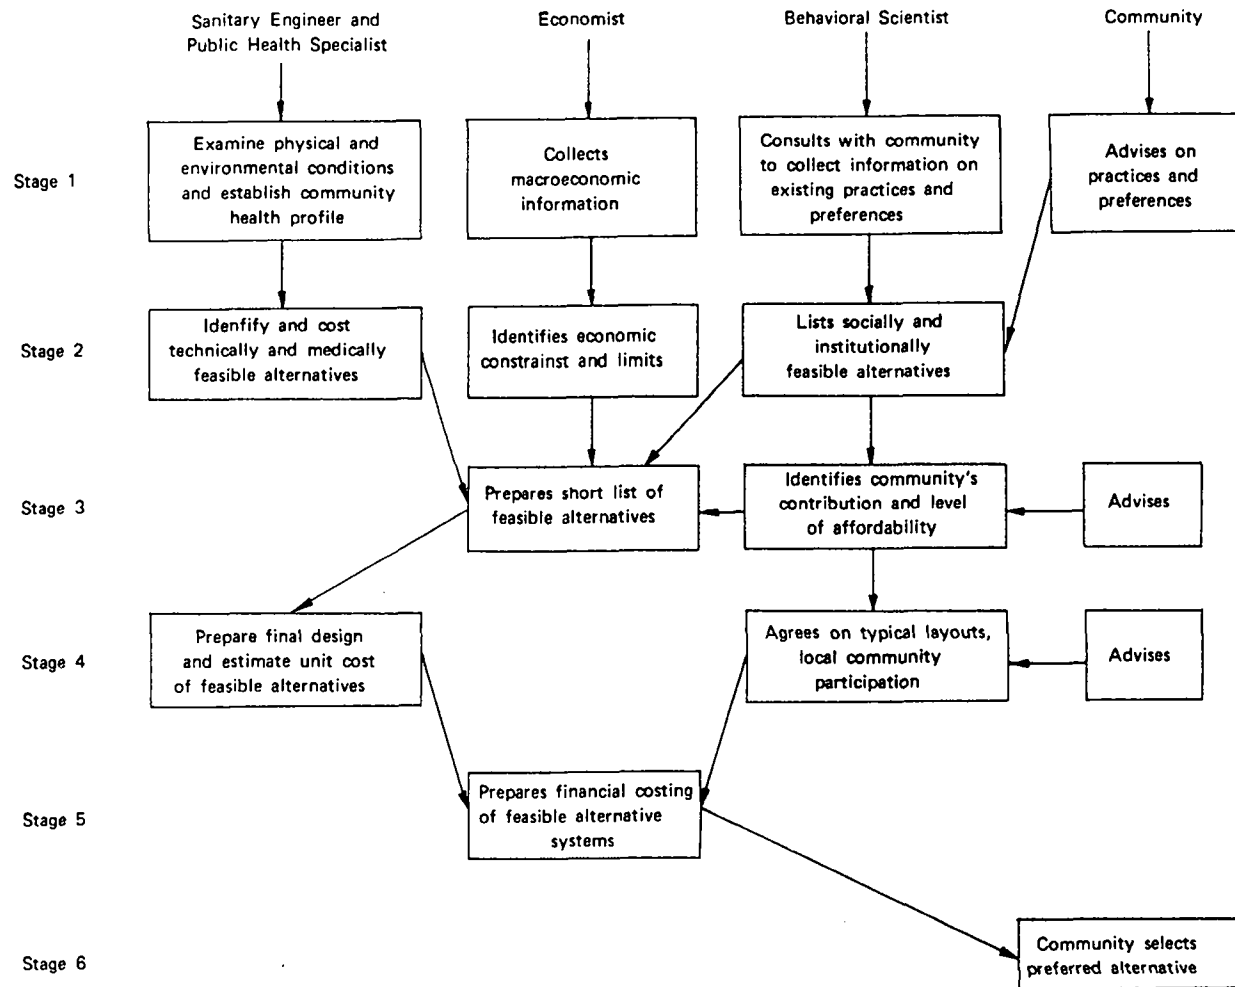 Sanitary Engineer and
Public Health Specialist
Economist
Behavioral Scientist
Community
Stage 1
Examine physical and
environmental conditions
and establish community
health profile
Collects
macroeconomic
information
Consults with community
to collect information on
existing practices and
preferences
Advises on
practices and
preferences
Stage 2
Idenfify and cost
technically and medically
feasible alternatives
Identifies economic
constrainst and limits
Lists socially and
institutionally
feasible alternatives
Stage 3
Prepares short list of
feasible alternatives
Identifies community's
contribution and level
of affordability
Advises
Stage 4
Prepare final design
and estimate unit cost
of feasible alternatives
Agrees on typical layouts,
local community
participation
Advises
Stage 5
Prepares financial costing
of feasible alternative
systems
Stage 6
Community selects
preferred alternative